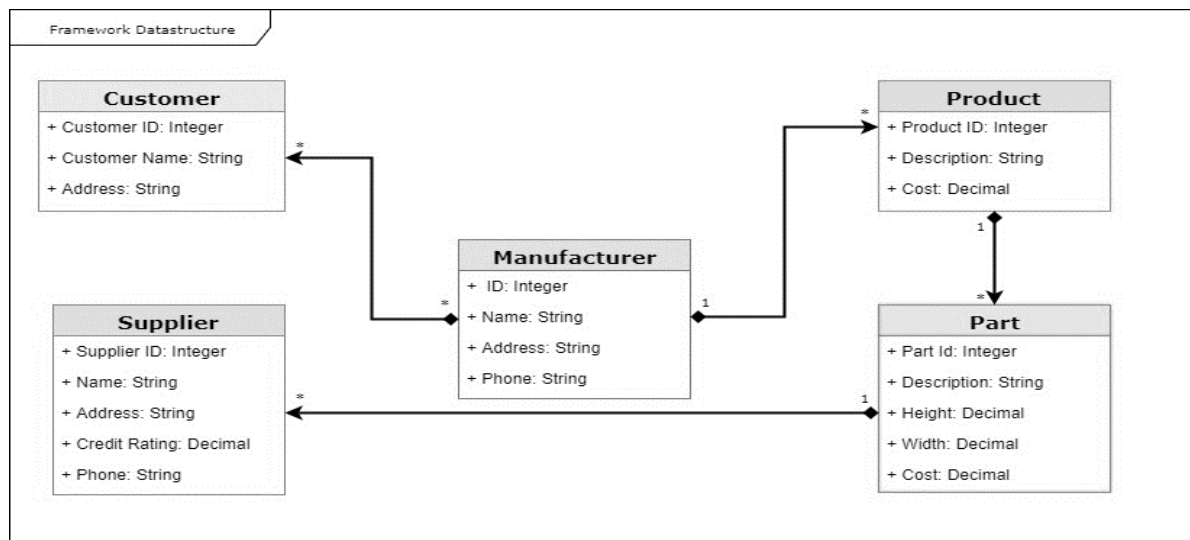 Framework Datastructure
Customer
+ Customer ID: Integer
+ Customer Name: String
+ Address: String
*
Product
+ Product ID: Integer
+ Description: String
+ Cost: Decimal
*
1
Manufacturer
+ ID: Integer
+ Name: String
+ Address: String
+ Phone: String
*
1
Supplier
+ Supplier ID: Integer
+ Name: String
+ Address: String
+ Credit Rating: Decimal
+ Phone: String
*
Part
+ Part Id: Integer
+ Description: String
+ Height: Decimal
+ Width: Decimal
+ Cost: Decimal
*
1